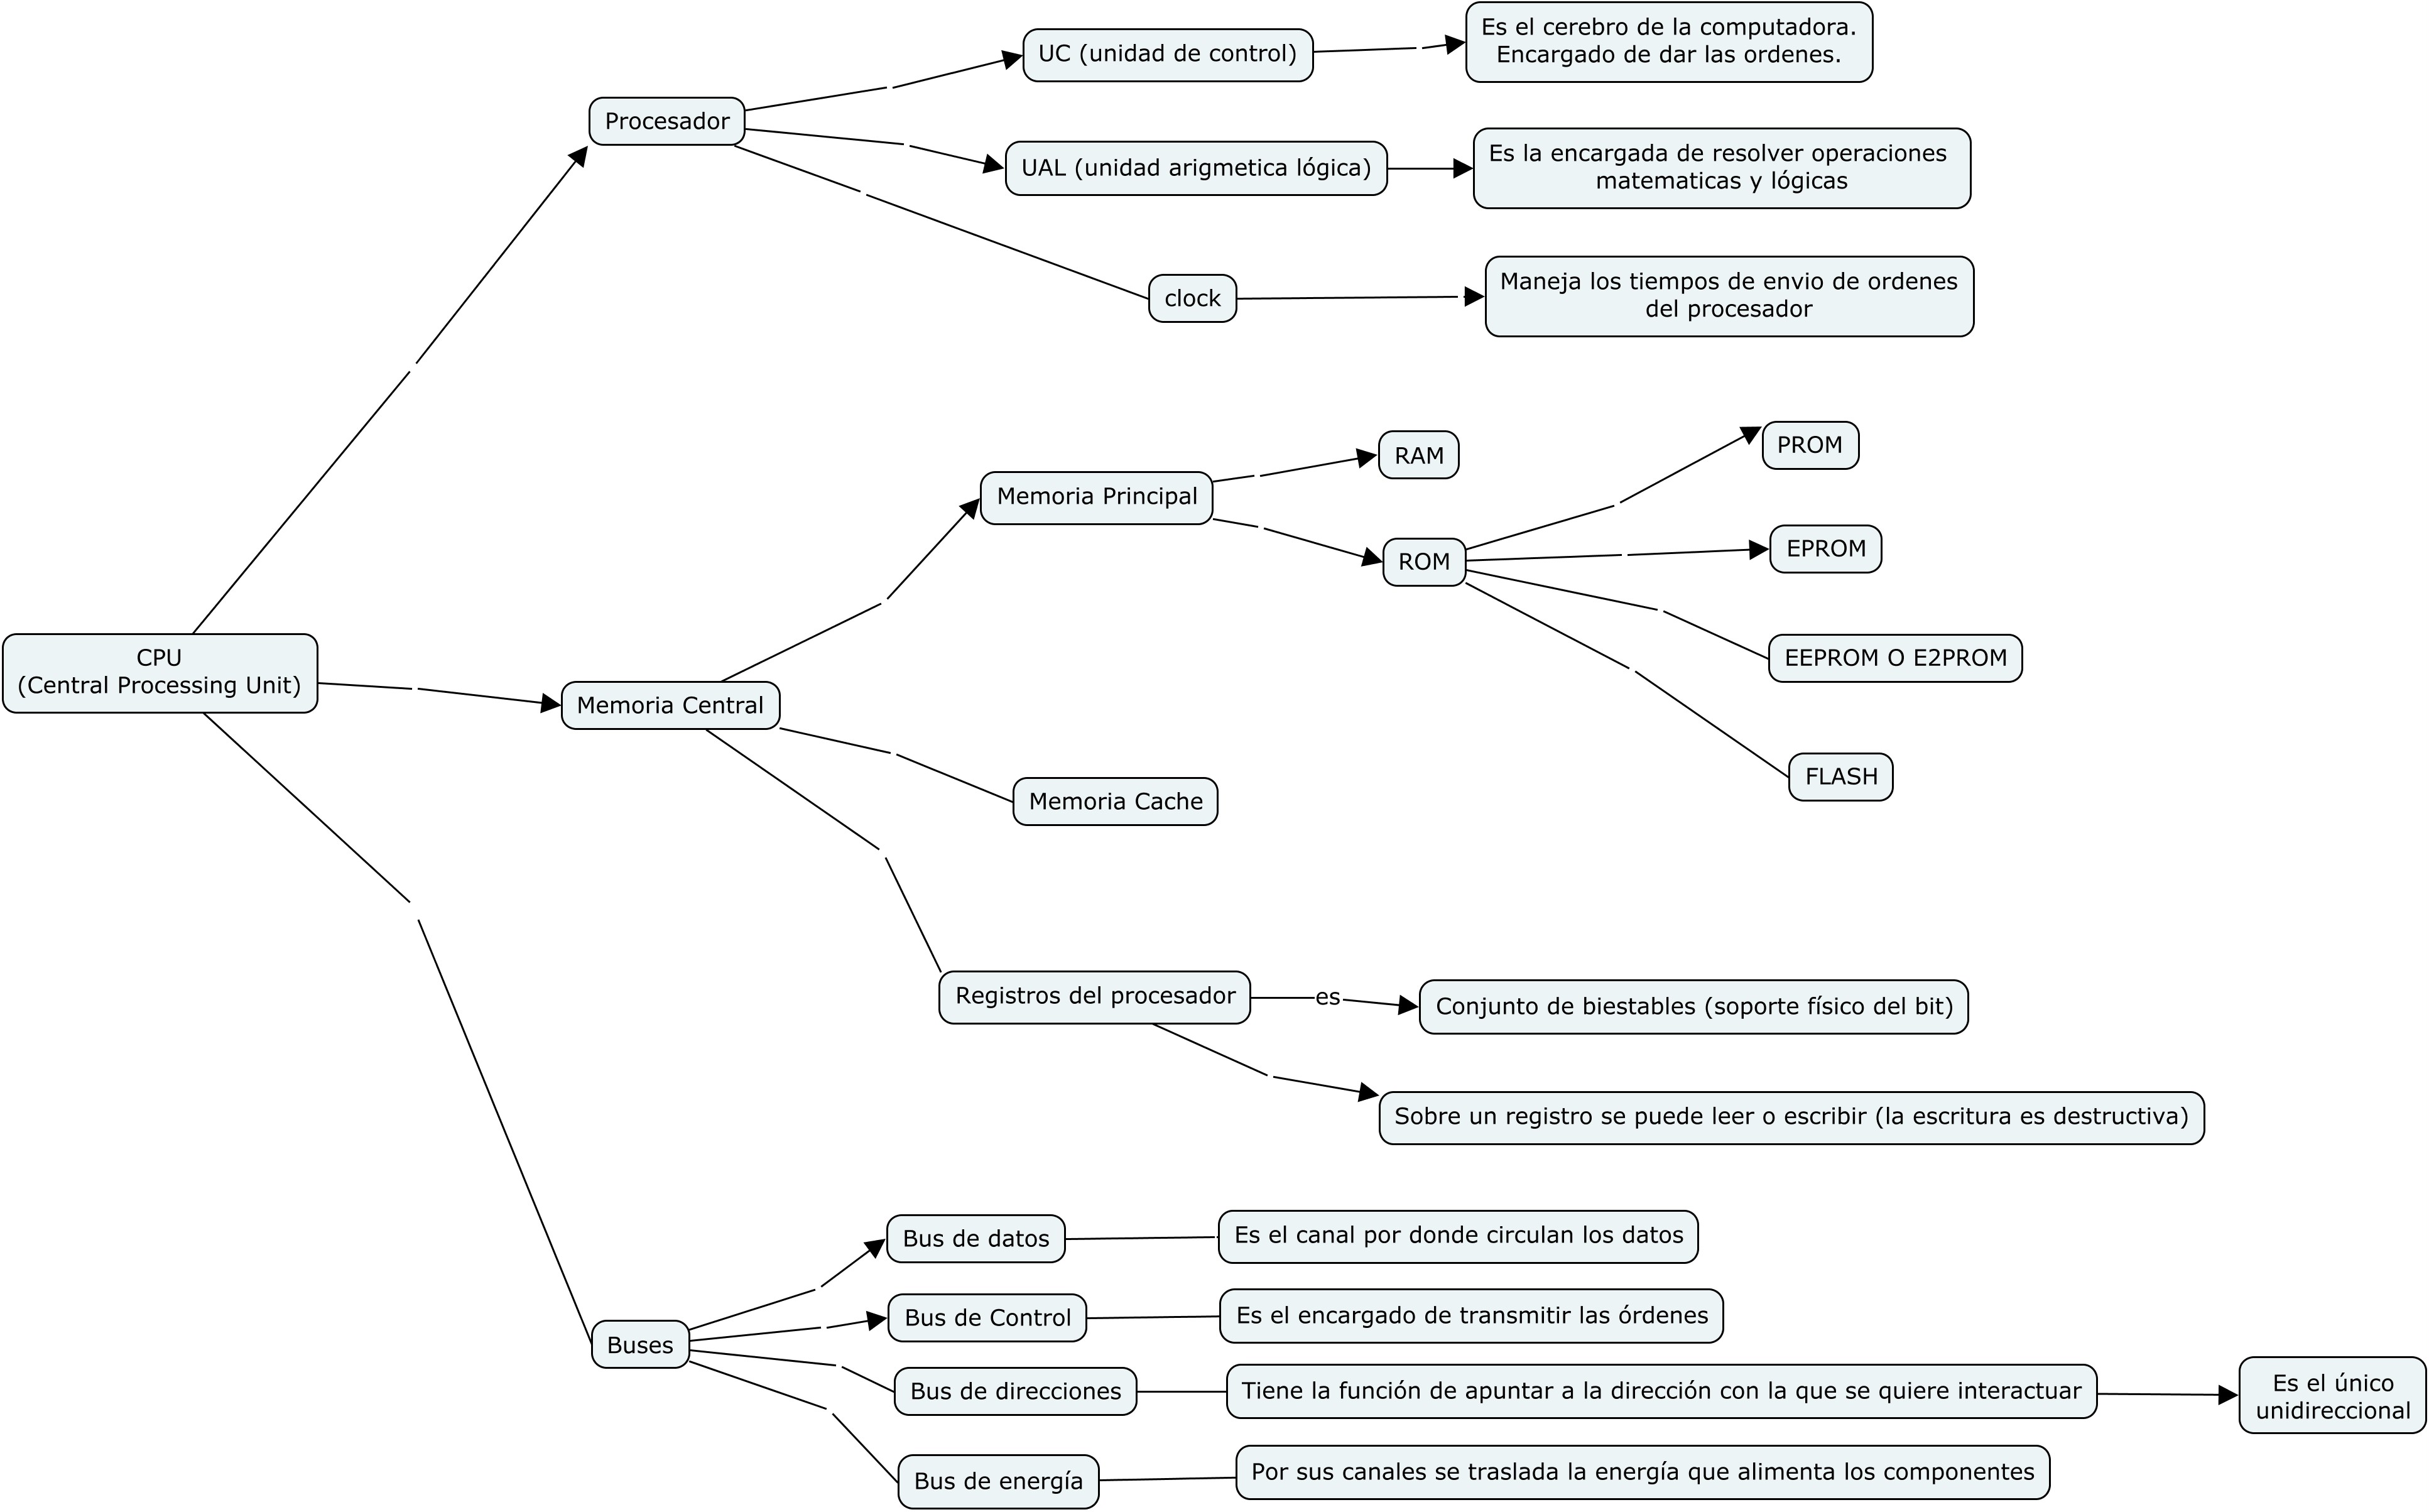 Es el cerebro de la computadora.
Encargado de dar las ordenes.
UC (unidad de control)
Procesador
UAL (unidad arigmetica lógica)
Es la encargada de resolver operaciones
matematicas y lógicas
clock
Maneja los tiempos de envio de ordenes
del procesador
PROM
RAM
Memoria Principal
EPROM
ROM
CPU
(Central Processing Unit)
EEPROM O E2PROM
Memoria Central
FLASH
Memoria Cache
Registros del procesador
es
Conjunto de biestables (soporte físico del bit)
Sobre un registro se puede leer o escribir (la escritura es destructiva)
Bus de datos
Es el canal por donde circulan los datos
Bus de Control
Es el encargado de transmitir las órdenes
Buses
Bus de direcciones
Tiene la función de apuntar a la dirección con la que se quiere interactuar
Es el único
unidireccional
Bus de energía
Por sus canales se traslada la energía que alimenta los componentes